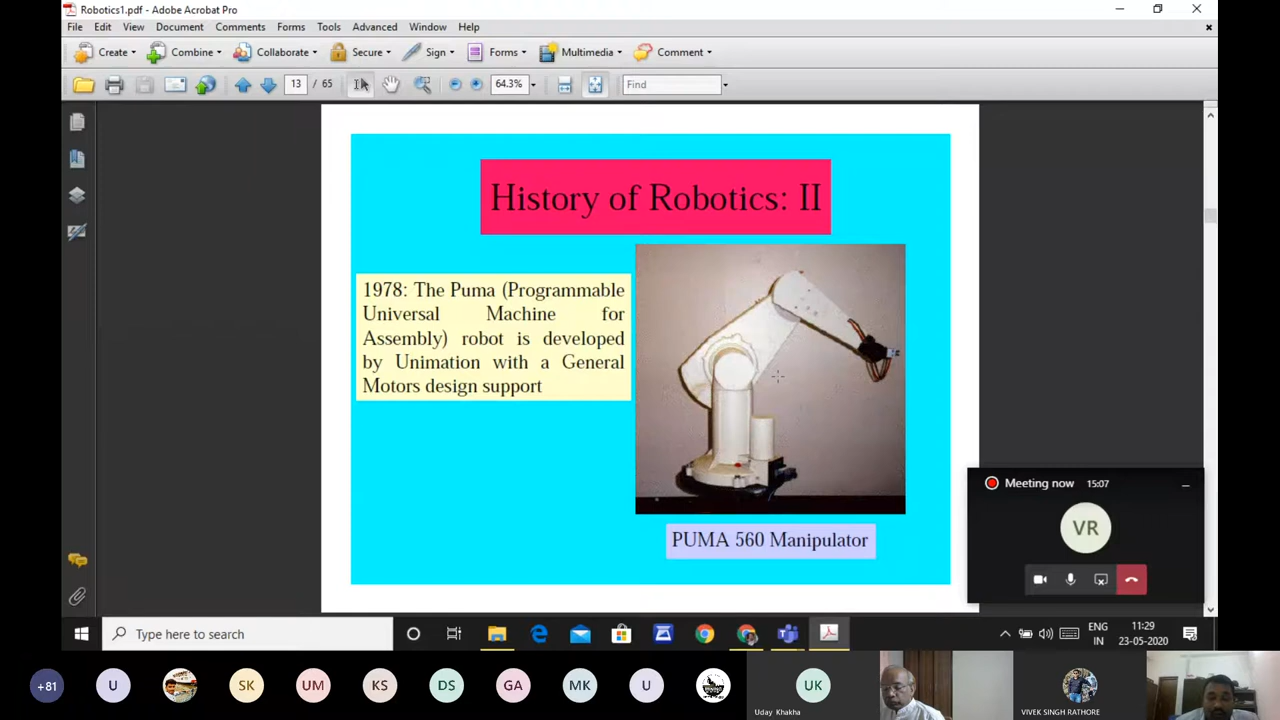 Robotics1.pdf - Adobe Acrobat Pro
File Edit View Document Comments Forms Tools Advanced Window Help
Create Combine Collaborate Secure Sign Forms Multimedia Comment
13 / 65 64.3% Find
History of Robotics: II
1978: The Puma (Programmable
Universal Machine for
Assembly) robot is developed
by Unimation with a General
Motors design support
PUMA 560 Manipulator
Meeting now 15:07
VR
Type here to search
ENG
IN
11:29
23-05-2020
+81 U SK UM KS DS GA MK U UK
Uday Khakha
VIVEK SINGH RATHORE